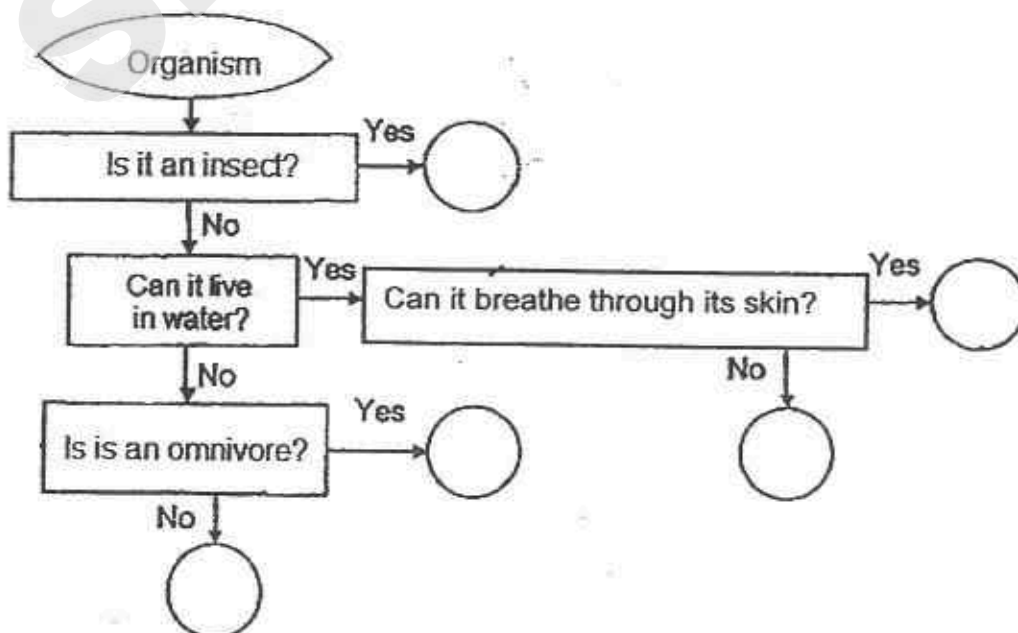 Organism
Yes
Is it an insect?
No
Yes
Yes
Can it live
in water?
Can it breathe through its skin?
No
No
Yes
Is is an omnivore?
No